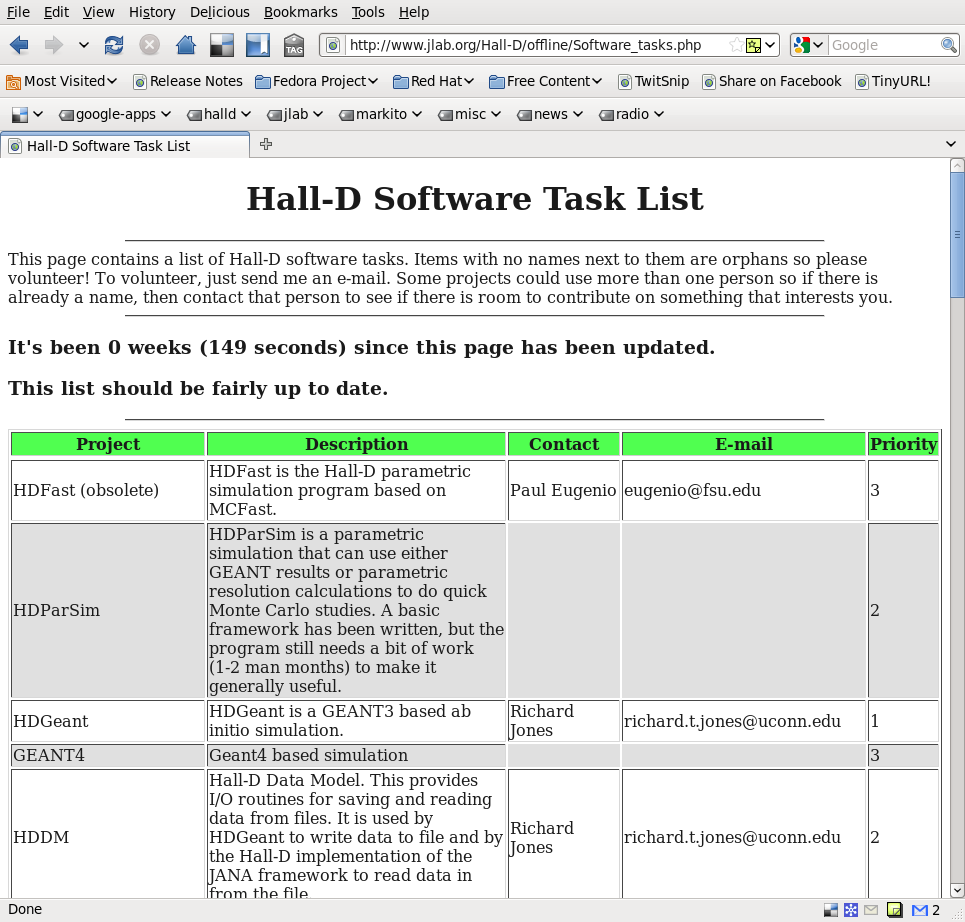 File Edit View History Delicious Bookmarks Tools Help
TAG http://www.jlab.org/Hall-D/offline/Software_tasks.php Google
Most Visited Release Notes Fedora Project Red Hat Free Content TwitSnip Share on Facebook TinyURL!
google-apps halld jlab markito misc news radio
Hall-D Software Task List
Hall-D Software Task List
This page contains a list of Hall-D software tasks. Items with no names next to them are orphans so please
volunteer! To volunteer, just send me an e-mail. Some projects could use more than one person so if there is
already a name, then contact that person to see if there is room to contribute on something that interests you.
It's been 0 weeks (149 seconds) since this page has been updated.
This list should be fairly up to date.
Project Description Contact E-mail Priority
HDFast (obsolete)
HDFast is the Hall-D parametric
simulation program based on
MCFast.
Paul Eugenio
eugenio@fsu.edu
3
HDParSim
HDParSim is a parametric
simulation that can use either
GEANT results or parametric
resolution calculations to do quick
Monte Carlo studies. A basic
framework has been written, but the
program still needs a bit of work
(1-2 man months) to make it
generally useful.
2
HDGeant
HDGeant is a GEANT3 based ab
initio simulation.
Richard
Jones
richard.t.jones@uconn.edu
1
GEANT4
Geant4 based simulation
3
HDDM
Hall-D Data Model. This provides
I/O routines for saving and reading
data from files. It is used by
HDGeant to write data to file and by
the Hall-D implementation of the
JANA framework to read data in
from the file.
Richard
Jones
richard.t.jones@uconn.edu
2
Done 2